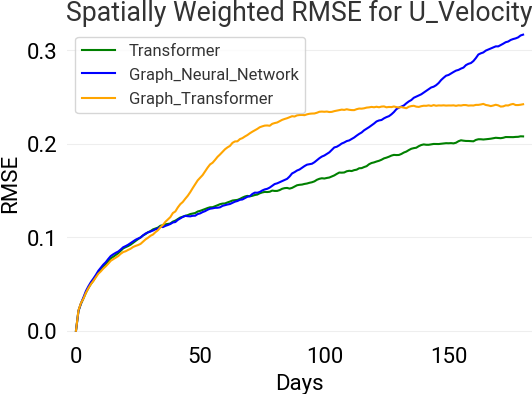 Spatially Weighted RMSE for U_Velocity
Transformer
Graph_Neural_Network
Graph_Transformer
RMSE
0.3
0.2
0.1
0.0
0 50 100 150
Days